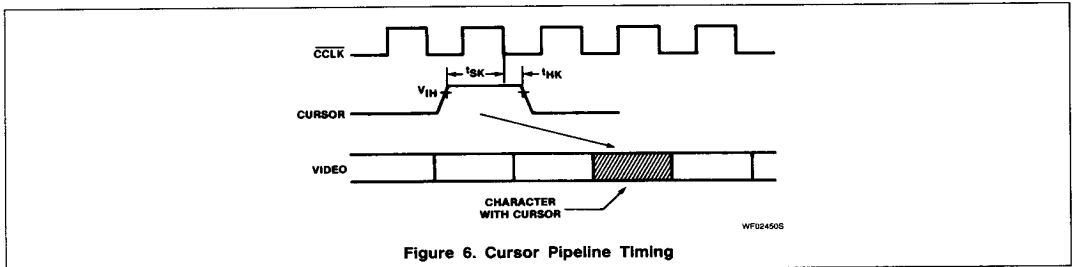 CCLK
tSK
tHK
VIH
CURSOR
VIDEO
CHARACTER
WITH CURSOR
WF02450S
Figure 6. Cursor Pipeline Timing